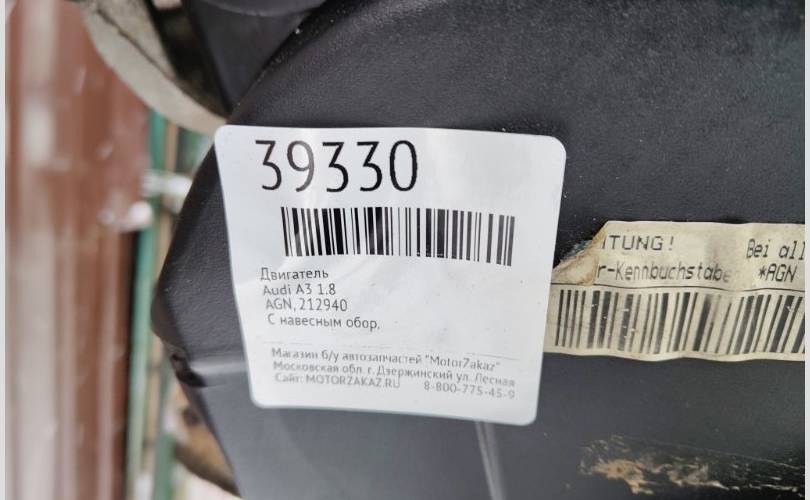 39330
Двигатель
Audi A3 1.8
AGN, 212940
С навесным обор.
Магазин б/у автозапчастей "MotorZakaz"
Московская обл. г. Дзержинский ул. Лесная
Сайт: MOTORZAKAZ.RU 8-800-775-45-9
TUNG! Bei all
r-Kennbuchstabe *AGN